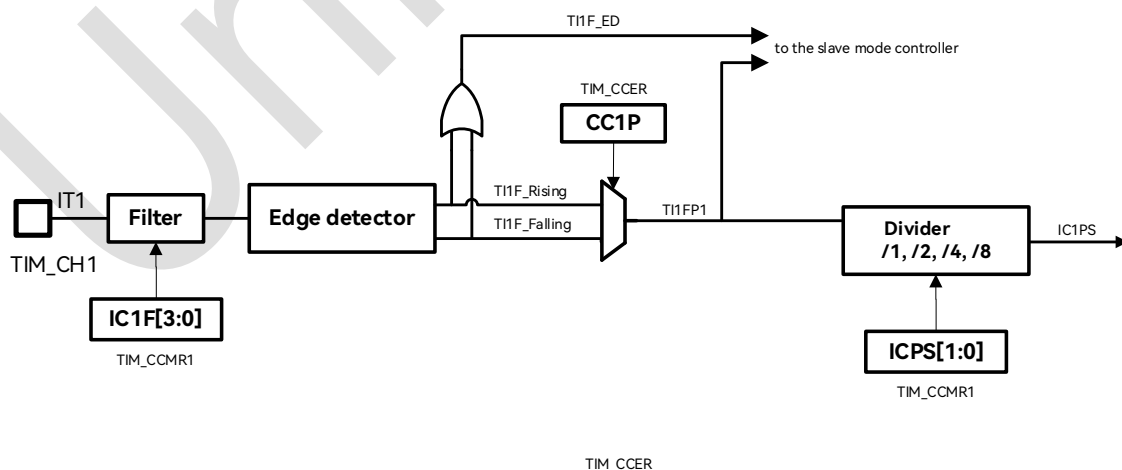 TI1F_ED
to the slave mode controller
TIM_CCER
CC1P
IT1
Filter
Edge detector
TI1F_Rising
TI1F_Falling
TI1FP1
Divider
/1, /2, /4, /8
IC1PS
TIM_CH1
IC1F[3:0]
TIM_CCMR1
ICPS[1:0]
TIM_CCMR1
TIM_CCER